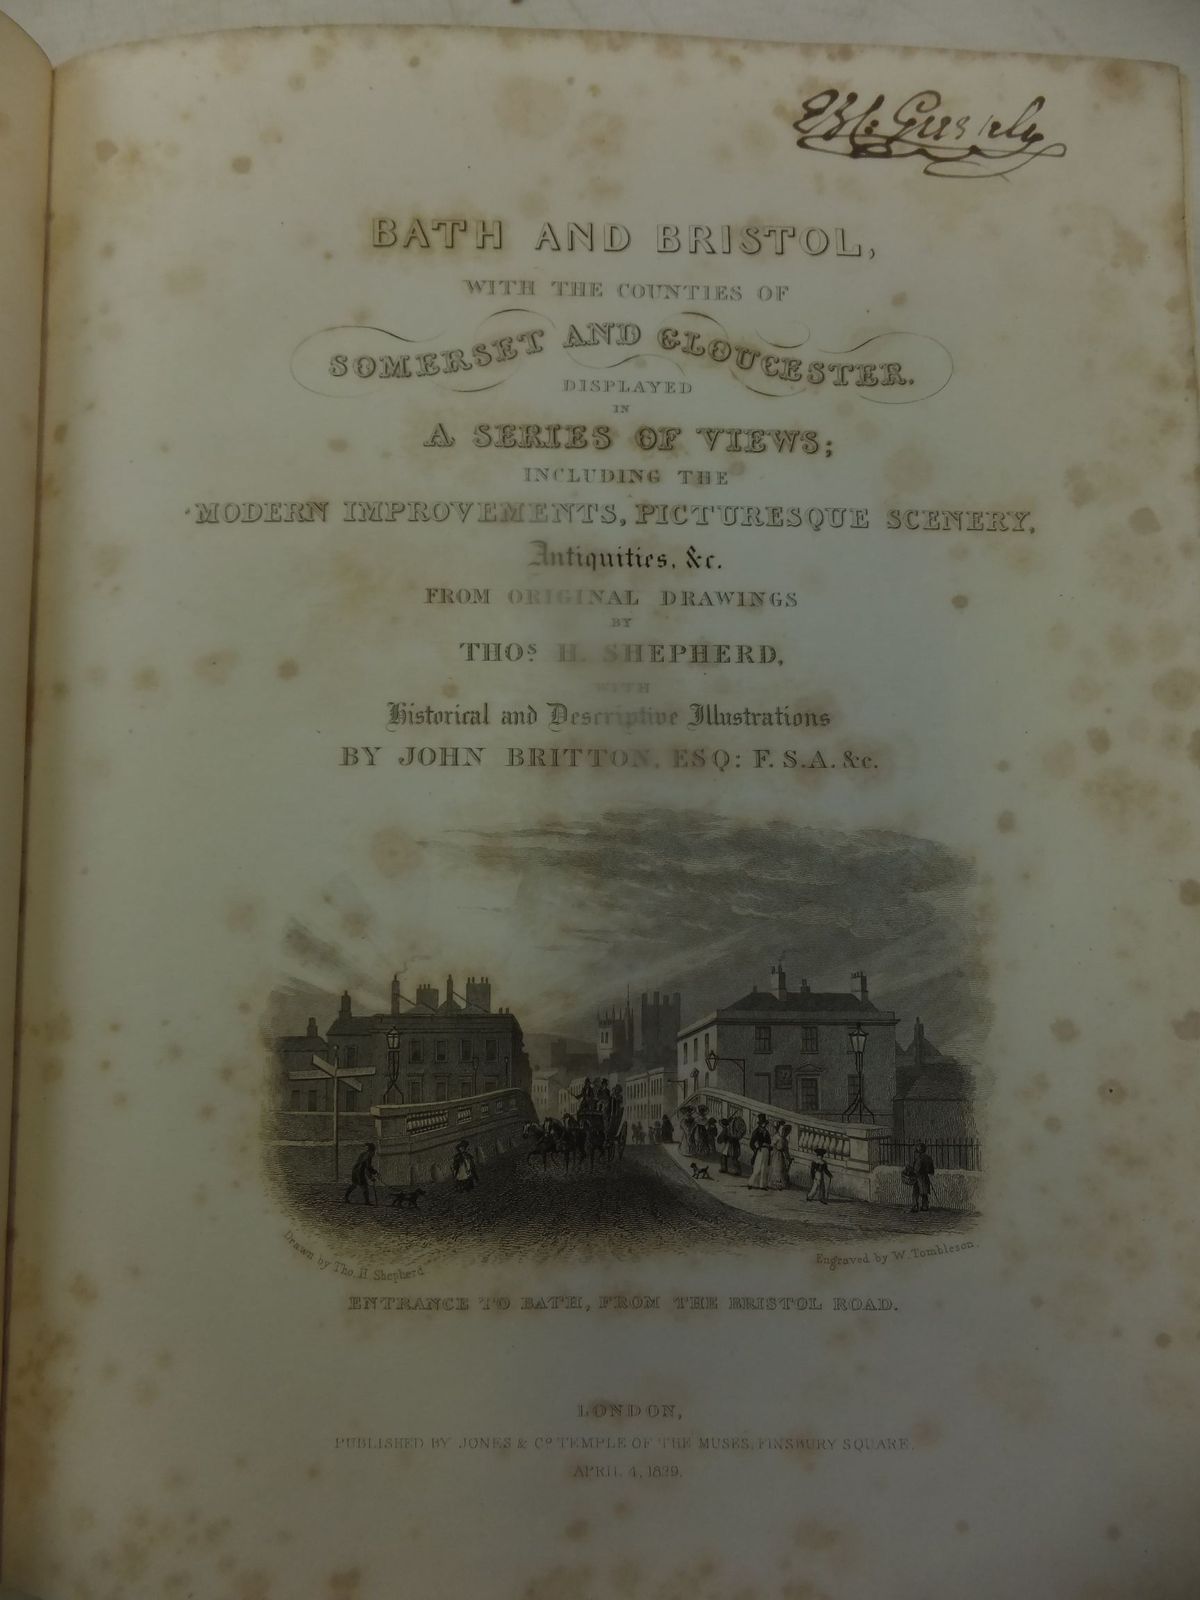 BATH AND BRISTOL,
WITH THE COUNTIES OF
SOMERSET AND GLOUCESTER.
DISPLAYED
IN
A SERIES OF VIEWS;
INCLUDING THE
MODERN IMPROVEMENTS, PICTURESQUE SCENERY,
Antiquities, &c.
FROM ORIGINAL DRAWINGS
BY
THOS. H. SHEPHERD,
WITH
Historical and Descriptive Illustrations
BY JOHN BRITTON, ESQ: F.S.A. &c.
Drawn by Tho. H. Shepherd
Engraved by W. Tombleson.
ENTRANCE TO BATH, FROM THE BRISTOL ROAD.
LONDON,
PUBLISHED BY JONES & Co. TEMPLE OF THE MUSES, FINSBURY SQUARE.
APRIL 4, 1829.